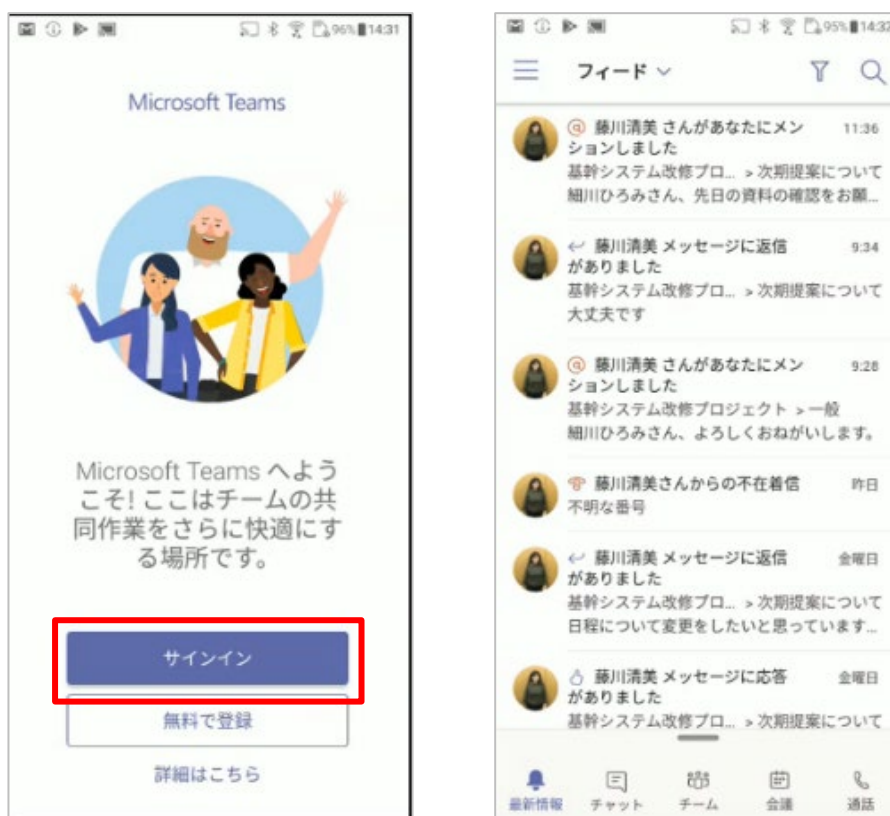 96% 14:31
Microsoft Teams
Microsoft Teams へよう
こそ! ここはチームの共
同作業をさらに快適にす
る場所です。
サインイン
無料で登録
詳細はこちら
95% 14:32
フィード
@ 藤川清美 さんがあなたにメン 11:36
ションしました
基幹システム改修プロ... > 次期提案について
細川ひろみさん、先日の資料の確認をお願...
藤川清美 メッセージに返信 9:34
がありました
基幹システム改修プロ... > 次期提案について
大丈夫です
@ 藤川清美 さんがあなたにメン 9:28
ションしました
基幹システム改修プロジェクト > 一般
細川ひろみさん、よろしくおねがいします。
藤川清美さんからの不在着信 昨日
不明な番号
藤川清美 メッセージに返信 金曜日
がありました
基幹システム改修プロ... > 次期提案について
日程について変更をしたいと思っています...
藤川清美 メッセージに応答 金曜日
がありました
基幹システム改修プロ... > 次期提案について
最新情報 チャット チーム 会議 通話